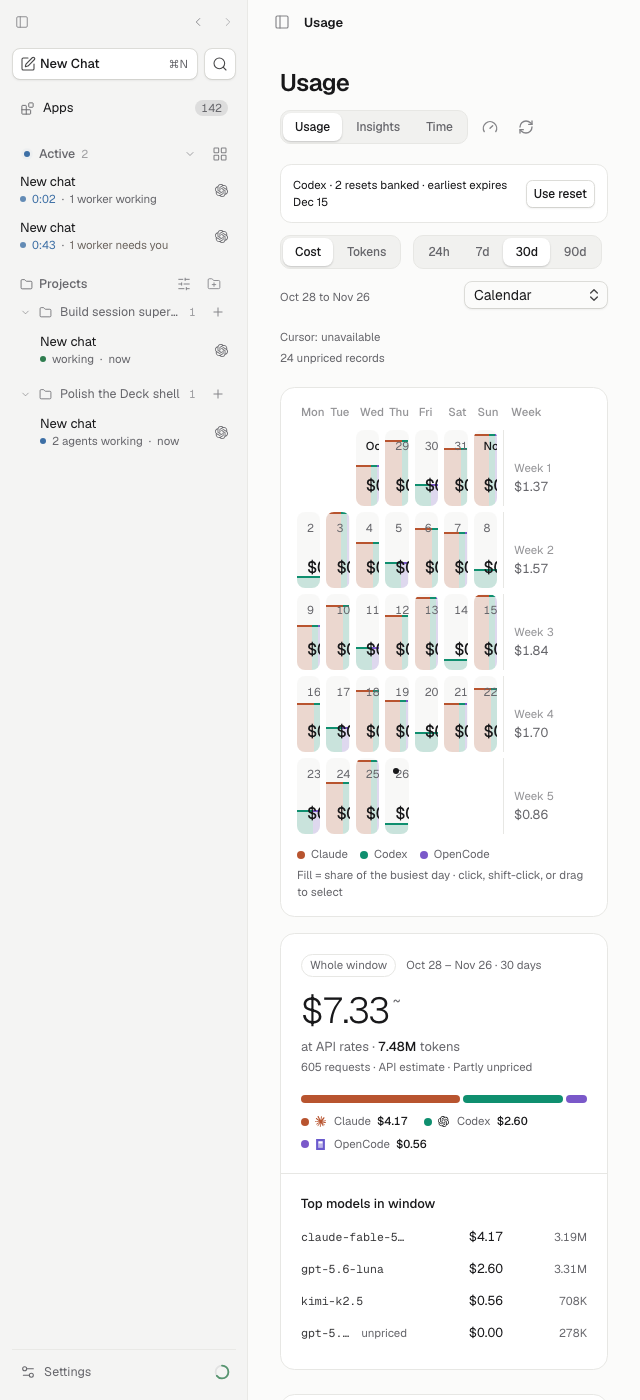 New Chat ⌘N
Apps 142
Active 2
New chat
0:02 · 1 worker working
New chat
0:43 · 1 worker needs you
Projects
Build session super… 1
New chat
working · now
Polish the Deck shell 1
New chat
2 agents working · now
Settings
Usage
Usage
Usage Insights Time
Codex · 2 resets banked · earliest expires
Dec 15
Use reset
Cost Tokens 24h 7d 30d 90d
Oct 28 to Nov 26 Calendar
Cursor: unavailable
24 unpriced records
Mon Tue Wed Thu Fri Sat Sun Week
29 30 31
Week 1
$1.37
2 3 4 5 6 7 8
Week 2
$1.57
9 10 11 12 13 14 15
Week 3
$1.84
16 17 18 19 20 21 22
Week 4
$1.70
23 24 25 26
Week 5
$0.86
Claude Codex OpenCode
Fill = share of the busiest day · click, shift-click, or drag
to select
Whole window Oct 28 – Nov 26 · 30 days
$7.33 ~
at API rates · 7.48M tokens
605 requests · API estimate · Partly unpriced
Claude $4.17 Codex $2.60
OpenCode $0.56
Top models in window
claude-fable-5… $4.17 3.19M
gpt-5.6-luna $2.60 3.31M
kimi-k2.5 $0.56 708K
gpt-5.… unpriced $0.00 278K